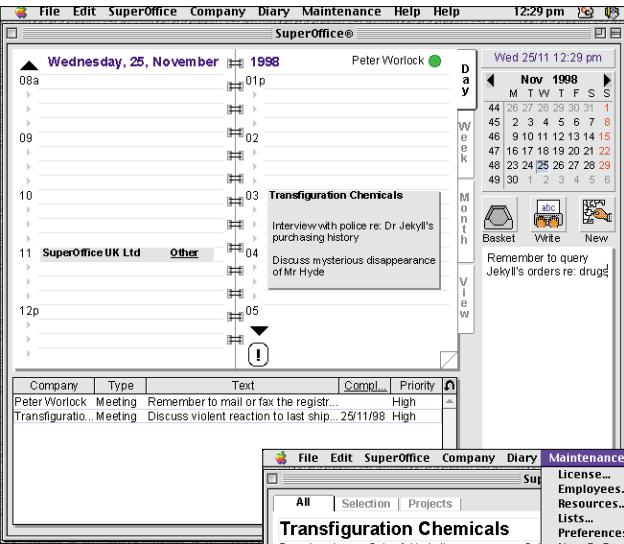 File Edit SuperOffice Company Diary Maintenance Help Help 12:29 pm
SuperOffice®
Wednesday, 25, November
1998 Peter Worlock
08a
09
10
11 SuperOffice UK Ltd Other
12p
01p
02
03 Transfiguration Chemicals
Interview with police re: Dr Jekyll's
purchasing history
04
Discuss mysterious disappearance
of Mr Hyde
05
!
Day
Week
Month
View
Wed 25/11 12:29 pm
Nov 1998
M T W T F S S
44 26 27 28 29 30 31 1
45 2 3 4 5 6 7 8
46 9 10 11 12 13 14 15
47 16 17 18 19 20 21 22
48 23 24 25 26 27 28 29
49 30 1 2 3 4 5 6
abc
Basket Write New
Remember to query
Jekyll's orders re: drugs
Company Type Text Compl... Priority
Peter Worlock Meeting Remember to mail or fax the registr... High
Transfiguratio... Meeting Discuss violent reaction to last ship... 25/11/98 High
File Edit SuperOffice Company Diary Maintenance
Sup
License...
Employees.
Resources...
Lists...
Preferences
All Selection Projects
Transfiguration Chemicals